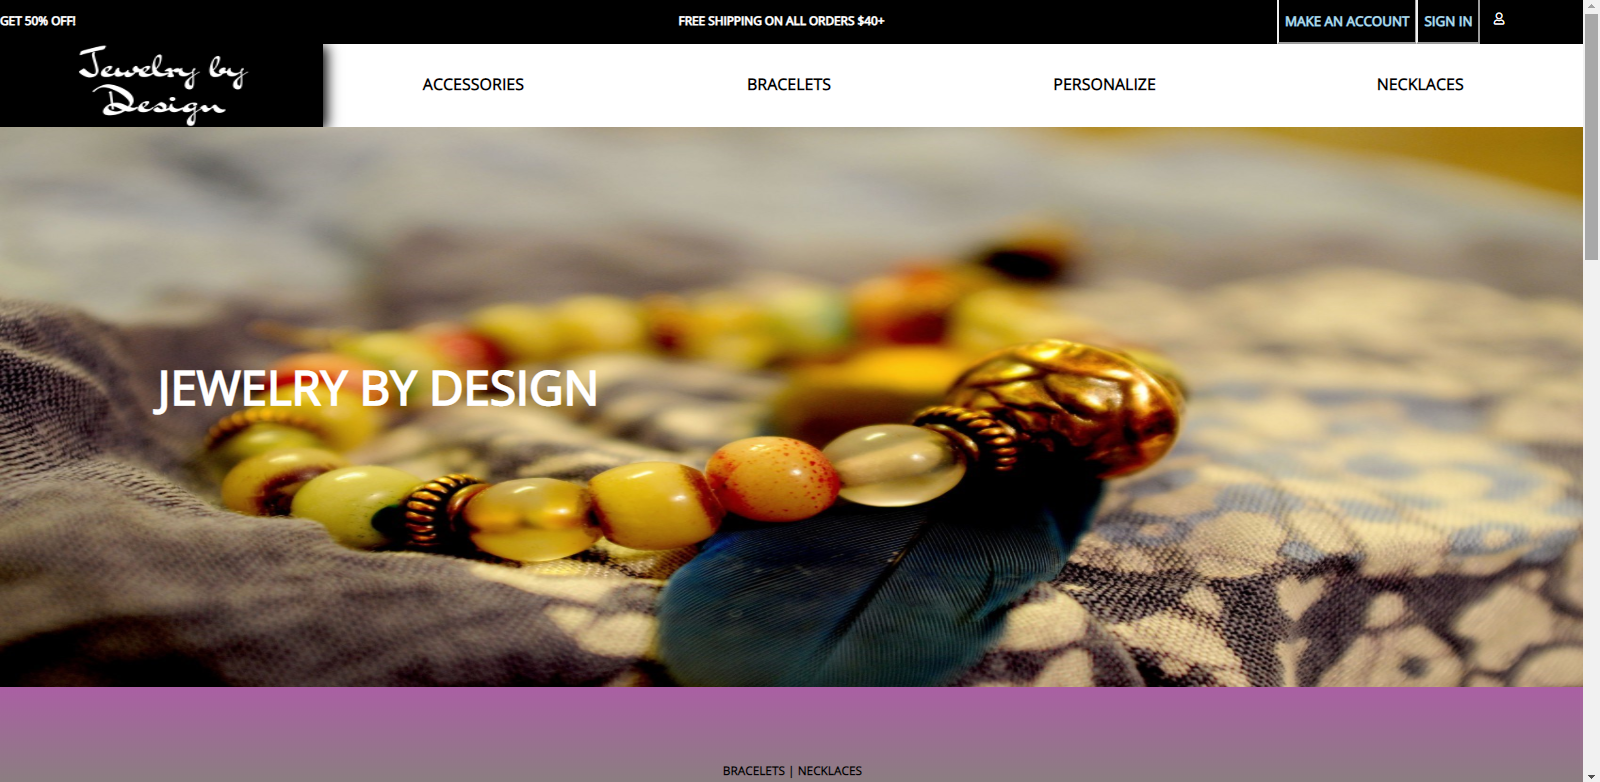 GET 50% OFF!
FREE SHIPPING ON ALL ORDERS $40+
MAKE AN ACCOUNT
SIGN IN
Jewelry by
Design
ACCESSORIES
BRACELETS
PERSONALIZE
NECKLACES
JEWELRY BY DESIGN
BRACELETS | NECKLACES